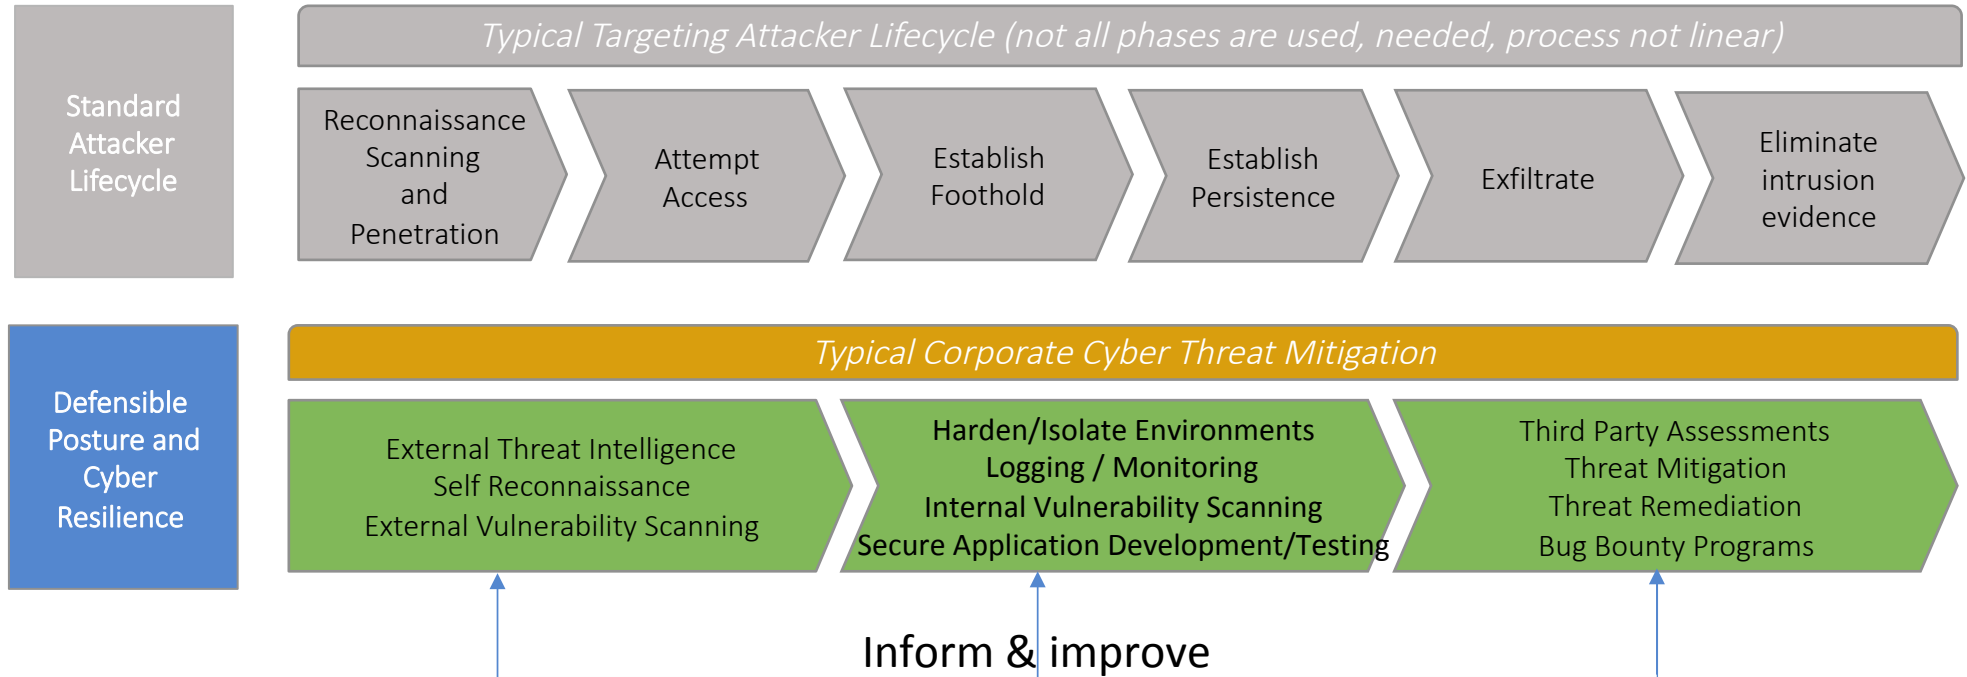 Standard
Attacker
Lifecycle
Typical Targeting Attacker Lifecycle (not all phases are used, needed, process not linear)
Reconnaissance
Scanning
and
Penetration
Attempt
Access
Establish
Foothold
Establish
Persistence
Exfiltrate
Eliminate
intrusion
evidence
Defensible
Posture and
Cyber
Resilience
Typical Corporate Cyber Threat Mitigation
External Threat Intelligence
Self Reconnaissance
External Vulnerability Scanning
Harden/Isolate Environments
Logging / Monitoring
Internal Vulnerability Scanning
Secure Application Development/Testing
Third Party Assessments
Threat Mitigation
Threat Remediation
Bug Bounty Programs
Inform & improve